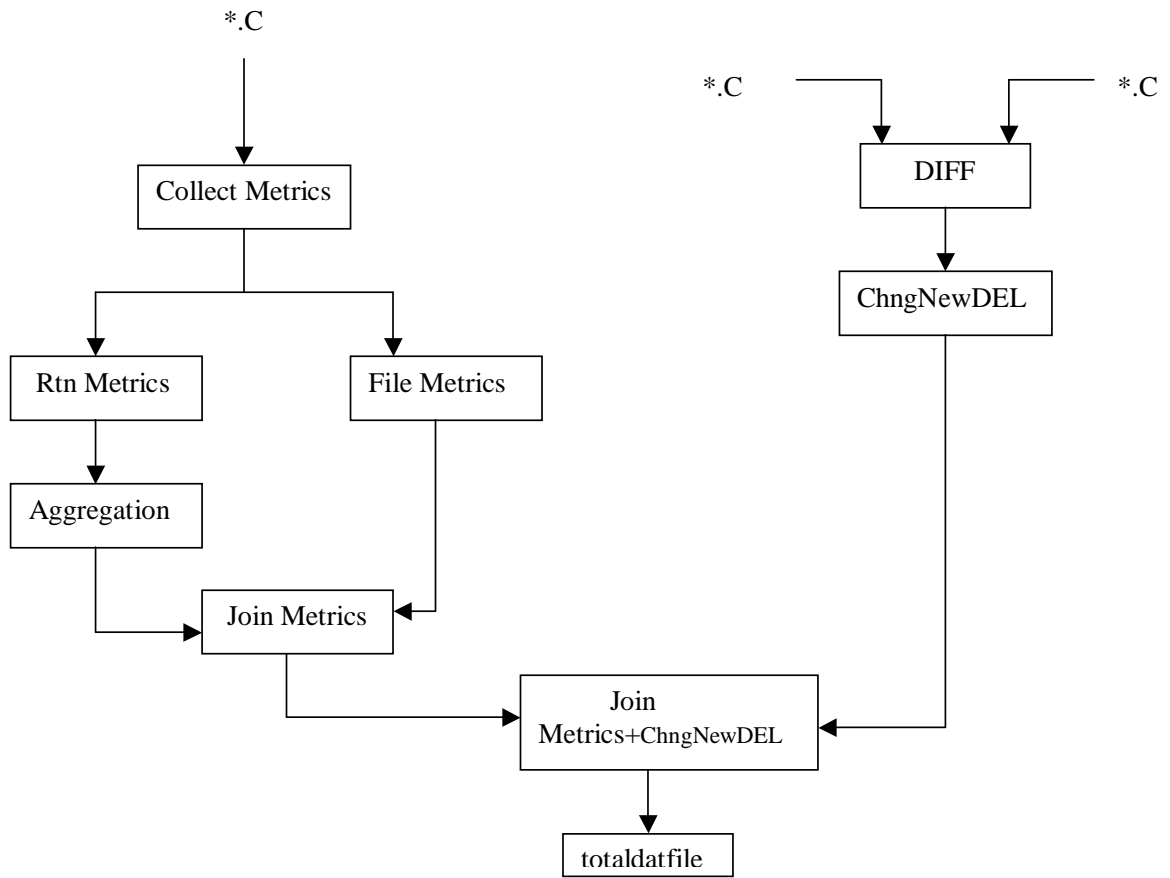 *.C
*.C
*.C
DIFF
Collect Metrics
ChngNewDEL
Rtn Metrics
File Metrics
Aggregation
Join Metrics
Join
Metrics+ChngNewDEL
totaldatfile